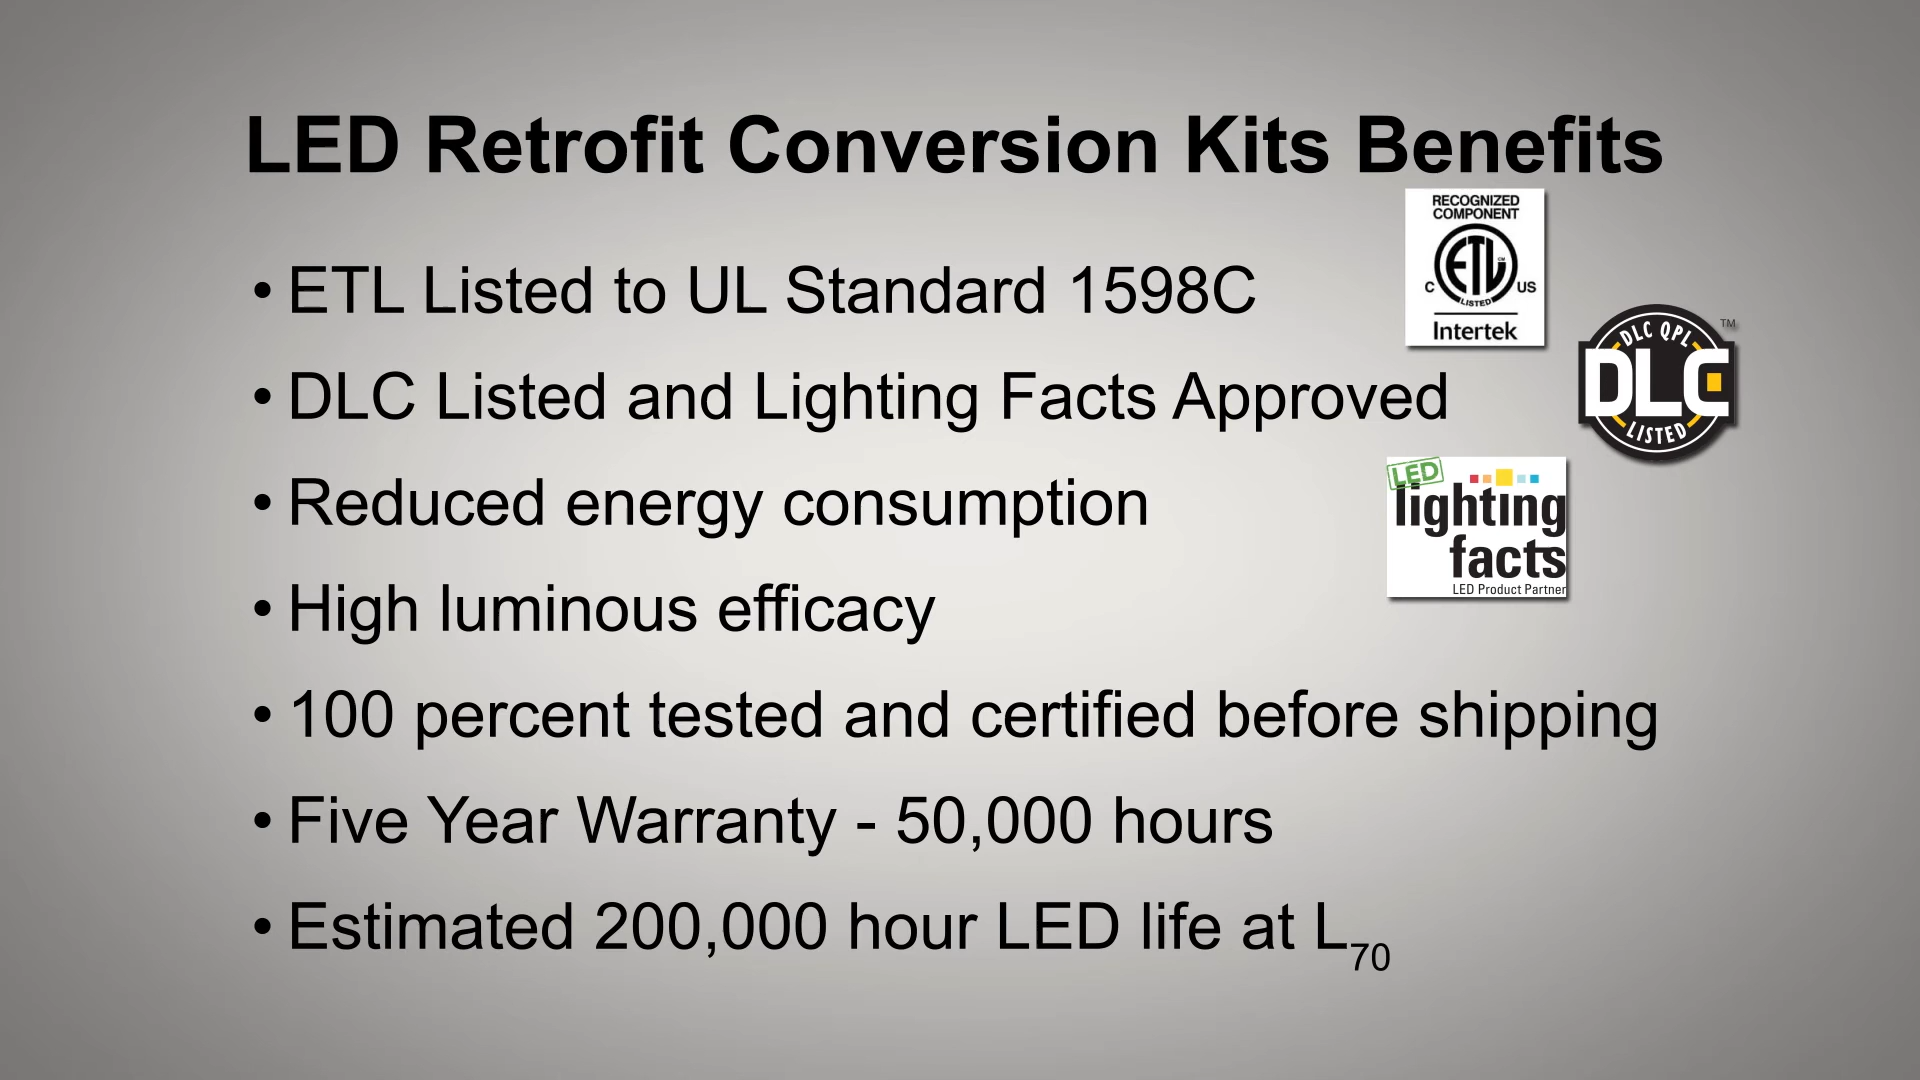 LED Retrofit Conversion Kits Benefits
RECOGNIZED
COMPONENT
ETL CM
C US
LISTED
Intertek
• ETL Listed to UL Standard 1598C
DLC QPL
TM
DLC
LISTED
• DLC Listed and Lighting Facts Approved
LED
lighting
facts
LED Product Partner
• Reduced energy consumption
• High luminous efficacy
• 100 percent tested and certified before shipping
• Five Year Warranty - 50,000 hours
• Estimated 200,000 hour LED life at L70